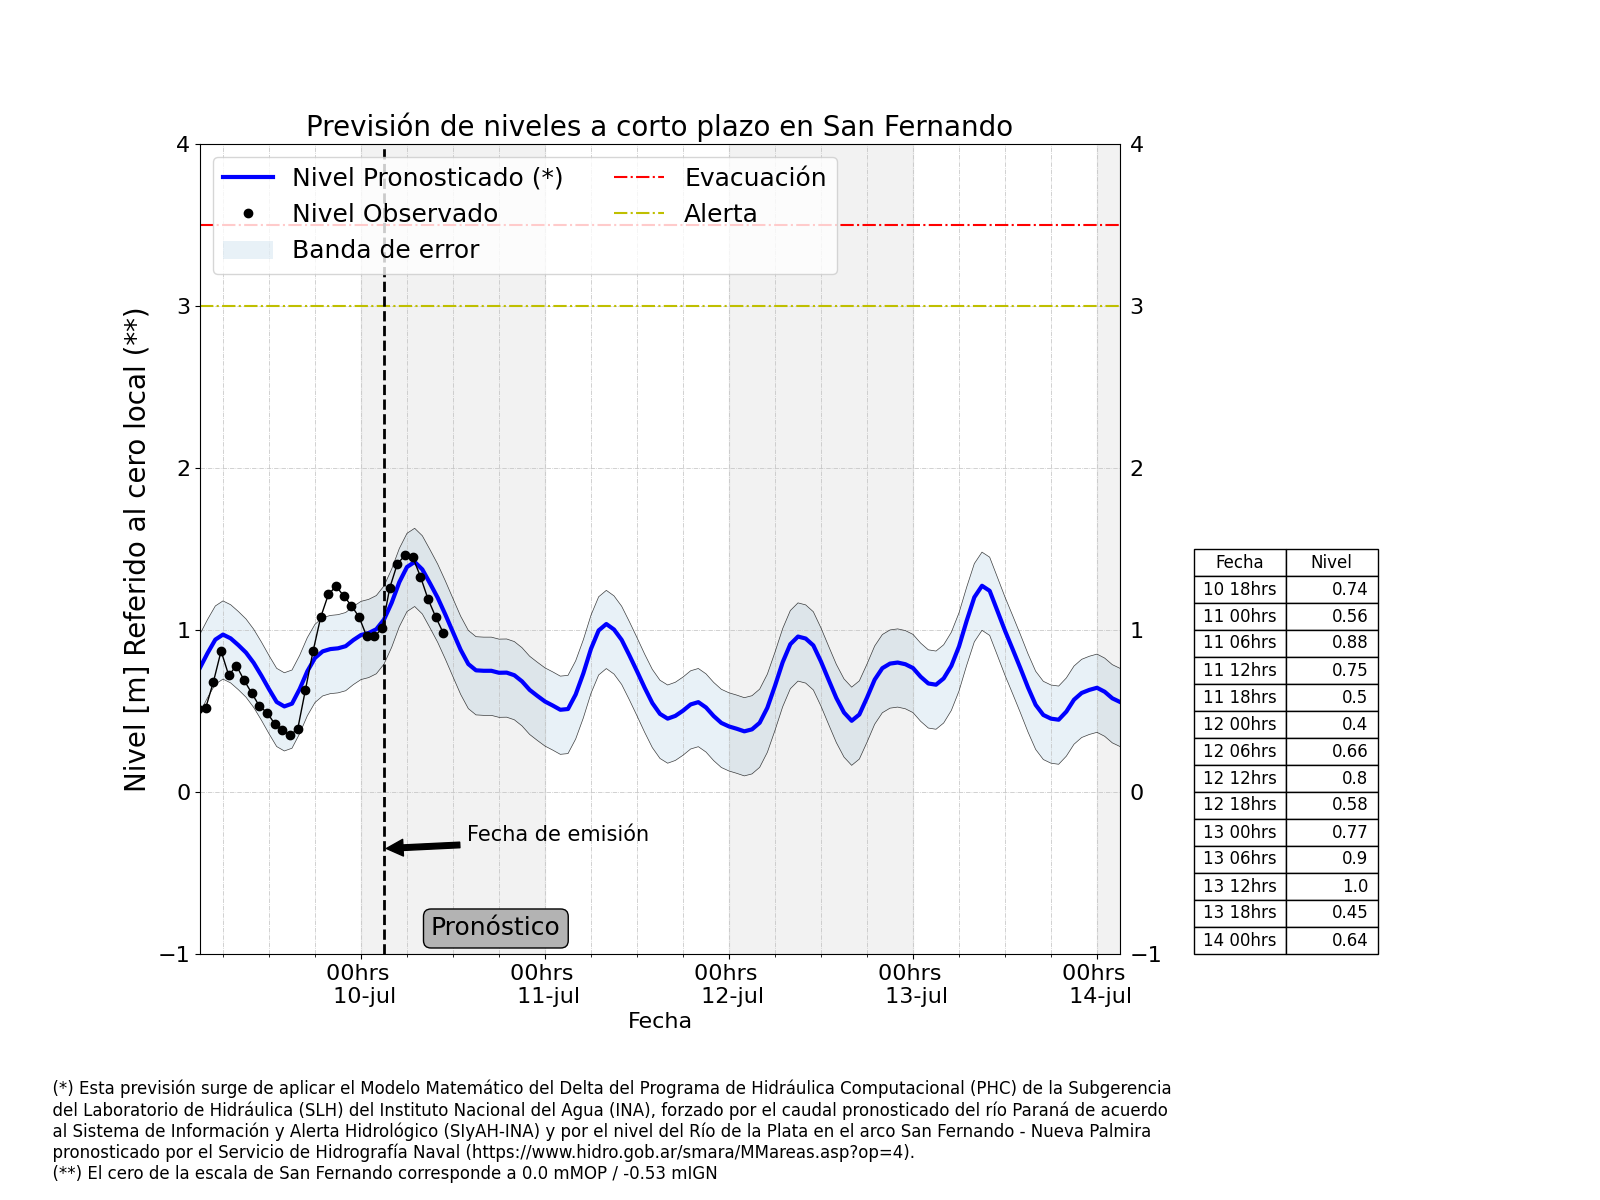 Previsión de niveles a corto plazo en San Fernando
Nivel Pronosticado (*)
Nivel Observado
Banda de error
Evacuación
Alerta
Nivel [m] Referido al cero local (**)
4
3
2
1
0
−1
4
3
2
1
0
−1
Fecha de emisión
Pronóstico
00hrs
10-jul
00hrs
11-jul
00hrs
12-jul
00hrs
13-jul
00hrs
14-jul
Fecha
Fecha Nivel
10 18hrs 0.74
11 00hrs 0.56
11 06hrs 0.88
11 12hrs 0.75
11 18hrs 0.5
12 00hrs 0.4
12 06hrs 0.66
12 12hrs 0.8
12 18hrs 0.58
13 00hrs 0.77
13 06hrs 0.9
13 12hrs 1.0
13 18hrs 0.45
14 00hrs 0.64
(*) Esta previsión surge de aplicar el Modelo Matemático del Delta del Programa de Hidráulica Computacional (PHC) de la Subgerencia
del Laboratorio de Hidráulica (SLH) del Instituto Nacional del Agua (INA), forzado por el caudal pronosticado del río Paraná de acuerdo
al Sistema de Información y Alerta Hidrológico (SIyAH-INA) y por el nivel del Río de la Plata en el arco San Fernando - Nueva Palmira
pronosticado por el Servicio de Hidrografía Naval (https://www.hidro.gob.ar/smara/MMareas.asp?op=4).
(**) El cero de la escala de San Fernando corresponde a 0.0 mMOP / -0.53 mIGN